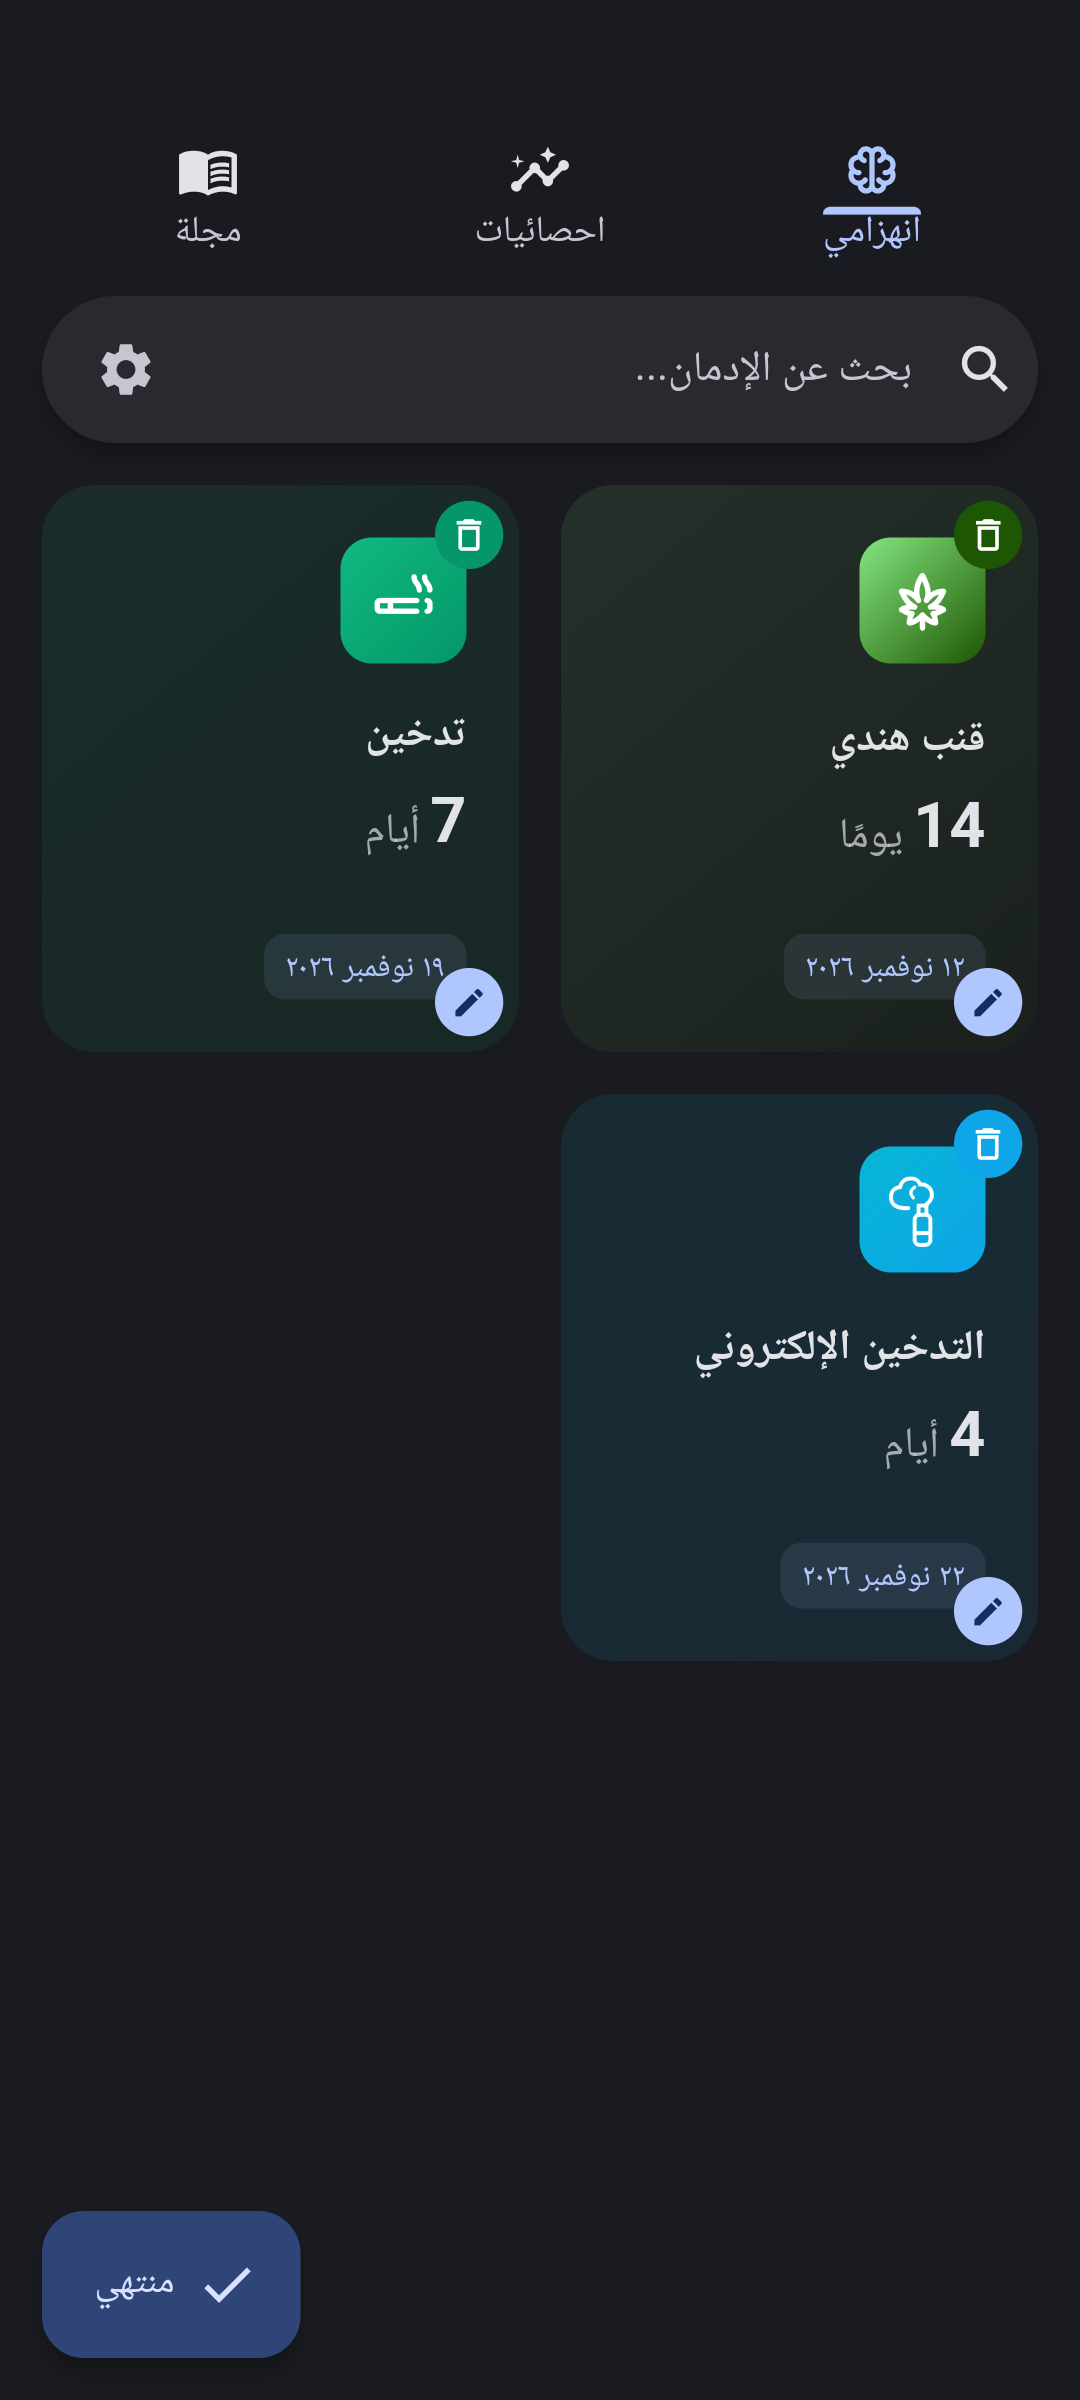 انهزامي
احصائيات
مجلة
بحث عن الإدمان...
قنب هندي
14 يومًا
١٢ نوفمبر ٢٠٢٦
تدخين
7 أيام
١٩ نوفمبر ٢٠٢٦
التدخين الإلكتروني
4 أيام
٢٢ نوفمبر ٢٠٢٦
منتهي